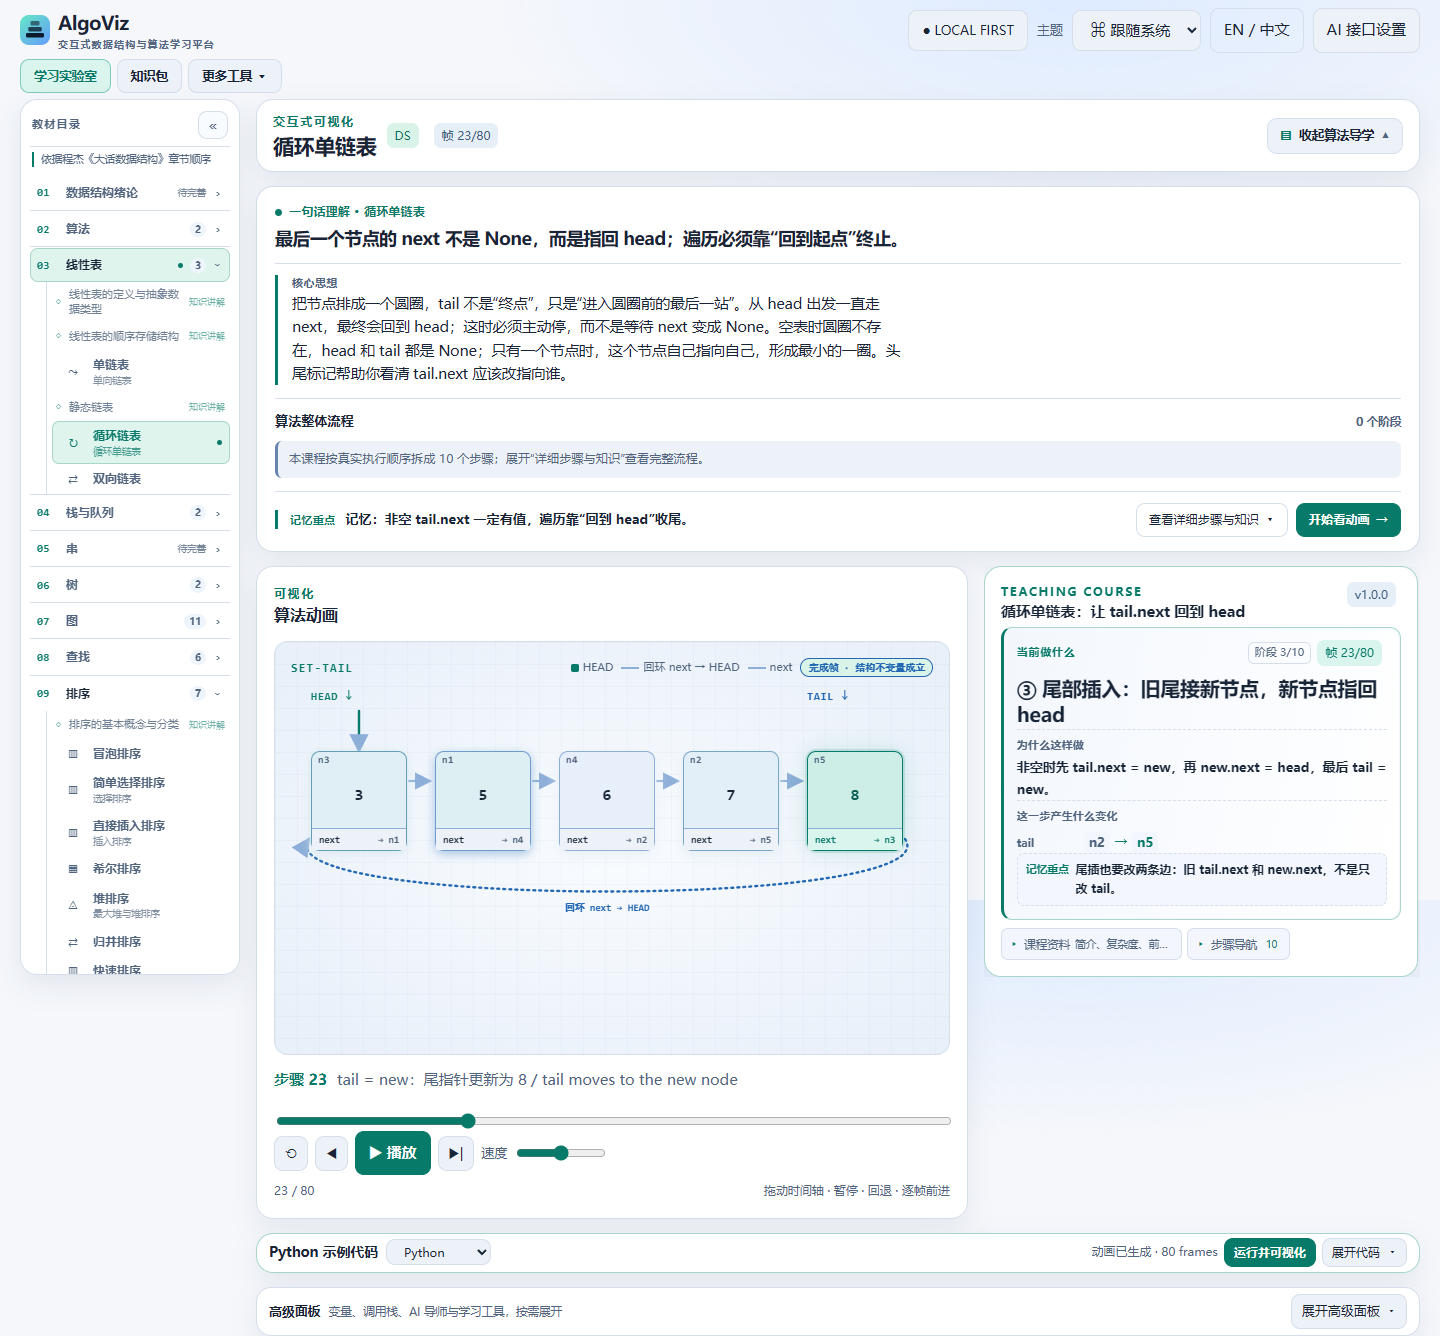 AlgoViz
交互式数据结构与算法学习平台
● LOCAL FIRST
主题
⌘ 跟随系统
EN / 中文
AI 接口设置
学习实验室
知识包
更多工具
教材目录
«
依据程杰《大话数据结构》章节顺序
01 数据结构绪论 待完善 ›
02 算法 2 ›
03 线性表 3
线性表的定义与抽象数据类型 知识讲解
线性表的顺序存储结构 知识讲解
单链表
单向链表
静态链表 知识讲解
循环链表
循环单链表
双向链表
04 栈与队列 2 ›
05 串 待完善 ›
06 树 2 ›
07 图 11 ›
08 查找 6 ›
09 排序 7
排序的基本概念与分类 知识讲解
冒泡排序
简单选择排序
选择排序
直接插入排序
插入排序
希尔排序
堆排序
最大堆与堆排序
归并排序
快速排序
交互式可视化
循环单链表
DS
帧 23/80
收起算法导学 ▲
一句话理解 • 循环单链表
最后一个节点的 next 不是 None，而是指回 head；遍历必须靠“回到起点”终止。
核心思想
把节点排成一个圆圈，tail 不是“终点”，只是“进入圆圈前的最后一站”。从 head 出发一直走
next，最终会回到 head；这时必须主动停，而不是等待 next 变成 None。空表时圆圈不存
在，head 和 tail 都是 None；只有一个节点时，这个节点自己指向自己，形成最小的一圈。头
尾标记帮助你看清 tail.next 应该改指向谁。
算法整体流程
0 个阶段
本课程按真实执行顺序拆成 10 个步骤；展开“详细步骤与知识”查看完整流程。
记忆重点 记忆：非空 tail.next 一定有值，遍历靠“回到 head”收尾。
查看详细步骤与知识
开始看动画 →
可视化
算法动画
SET-TAIL
HEAD
回环 next → HEAD
next
完成帧 · 结构不变量成立
HEAD ↓
TAIL ↓
n3
3
next → n1
n1
5
next → n4
n4
6
next → n2
n2
7
next → n5
n5
8
next → n3
回环 next → HEAD
步骤 23 tail = new：尾指针更新为 8 / tail moves to the new node
▶ 播放
速度
23 / 80
拖动时间轴 · 暂停 · 回退 · 逐帧前进
TEACHING COURSE
循环单链表：让 tail.next 回到 head
v1.0.0
当前做什么
阶段 3/10
帧 23/80
③ 尾部插入：旧尾接新节点，新节点指回
head
为什么这样做
非空时先 tail.next = new，再 new.next = head，最后 tail =
new。
这一步产生什么变化
tail n2 → n5
记忆重点 尾插也要改两条边：旧 tail.next 和 new.next，不是只
改 tail。
课程资料 简介、复杂度、前...
步骤导航 10
Python 示例代码
Python
动画已生成 · 80 frames
运行并可视化
展开代码
高级面板 变量、调用栈、AI 导师与学习工具，按需展开
展开高级面板